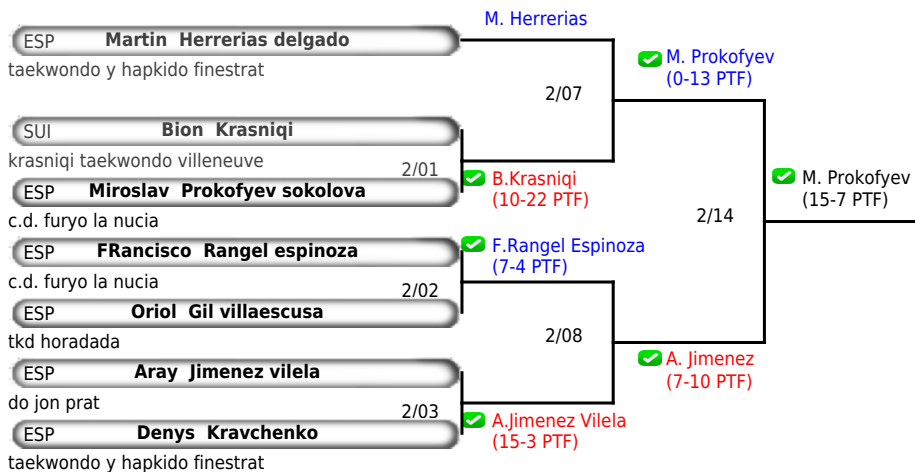 M. Herrerias
ESP Martin Herrerias delgado
taekwondo y hapkido finestrat
M. Prokofyev
(0-13 PTF)
2/07
SUI Bion Krasniqi
krasniqi taekwondo villeneuve
2/01
B.Krasniqi
(10-22 PTF)
ESP Miroslav Prokofyev sokolova
c.d. furyo la nucia
M. Prokofyev
(15-7 PTF)
2/14
ESP FRancisco Rangel espinoza
c.d. furyo la nucia
F.Rangel Espinoza
(7-4 PTF)
2/02
ESP Oriol Gil villaescusa
tkd horadada
2/08
ESP Aray Jimenez vilela
do jon prat
A. Jimenez
(7-10 PTF)
2/03
A.Jimenez Vilela
(15-3 PTF)
ESP Denys Kravchenko
taekwondo y hapkido finestrat